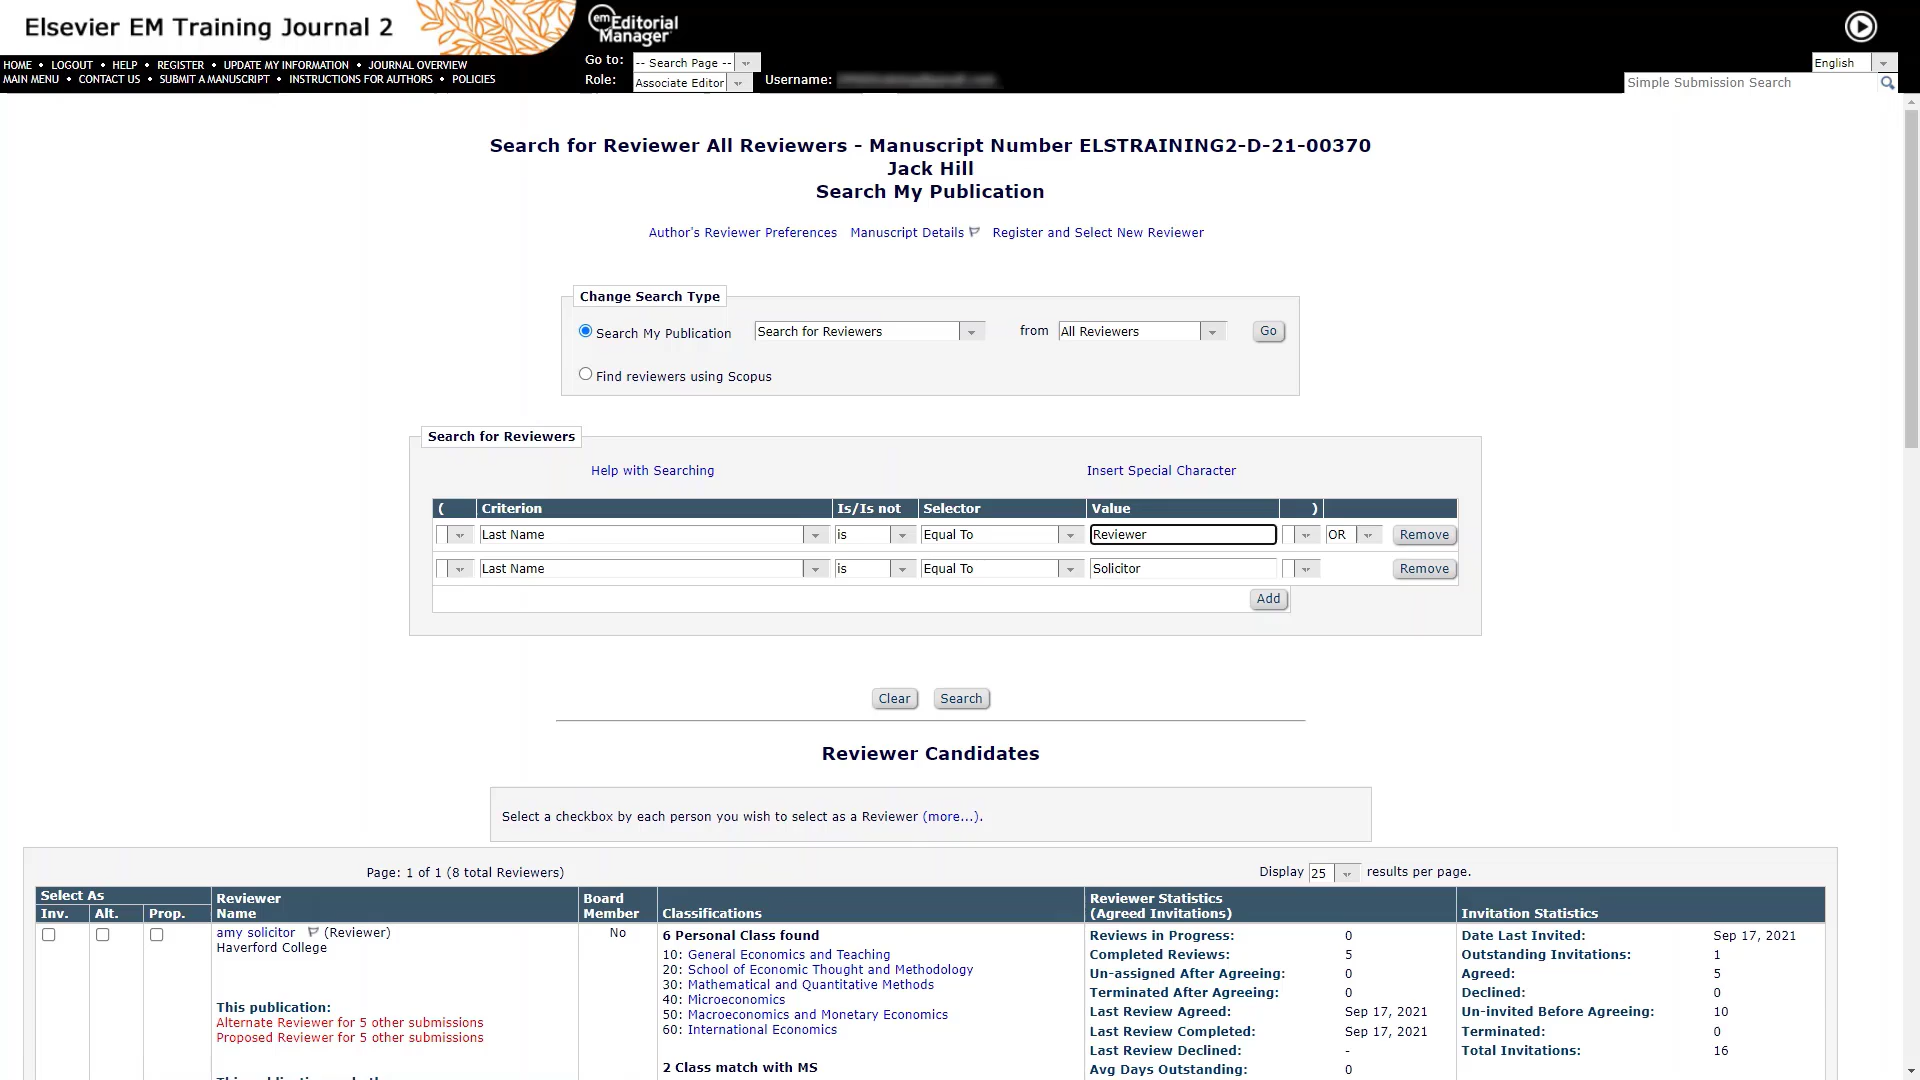 Elsevier EM Training Journal 2
em Editorial Manager®
HOME • LOGOUT • HELP • REGISTER • UPDATE MY INFORMATION • JOURNAL OVERVIEW
MAIN MENU • CONTACT US • SUBMIT A MANUSCRIPT • INSTRUCTIONS FOR AUTHORS • POLICIES
Go to: -- Search Page --
Role: Associate Editor Username:
English
Simple Submission Search
Search for Reviewer All Reviewers - Manuscript Number ELSTRAINING2-D-21-00370
Jack Hill
Search My Publication
Author's Reviewer Preferences Manuscript Details Register and Select New Reviewer
Change Search Type
Search My Publication Search for Reviewers from All Reviewers Go
Find reviewers using Scopus
Search for Reviewers
Help with Searching Insert Special Character
( Criterion Is/Is not Selector Value )
Last Name is Equal To Reviewer OR Remove
Last Name is Equal To Solicitor Remove
Add
Clear Search
Reviewer Candidates
Select a checkbox by each person you wish to select as a Reviewer (more...).
Page: 1 of 1 (8 total Reviewers) Display 25 results per page.
Select As
Inv. Alt. Prop.
Reviewer
Name
Board
Member
Classifications
Reviewer Statistics
(Agreed Invitations)
Invitation Statistics
amy solicitor (Reviewer)
Haverford College
This publication:
Alternate Reviewer for 5 other submissions
Proposed Reviewer for 5 other submissions
No
6 Personal Class found
10: General Economics and Teaching
20: School of Economic Thought and Methodology
30: Mathematical and Quantitative Methods
40: Microeconomics
50: Macroeconomics and Monetary Economics
60: International Economics
2 Class match with MS
Reviews in Progress: 0
Completed Reviews: 5
Un-assigned After Agreeing: 0
Terminated After Agreeing: 0
Last Review Agreed: Sep 17, 2021
Last Review Completed: Sep 17, 2021
Last Review Declined: -
Avg Days Outstanding: 0
Date Last Invited: Sep 17, 2021
Outstanding Invitations: 1
Agreed: 5
Declined: 0
Un-invited Before Agreeing: 10
Terminated: 0
Total Invitations: 16